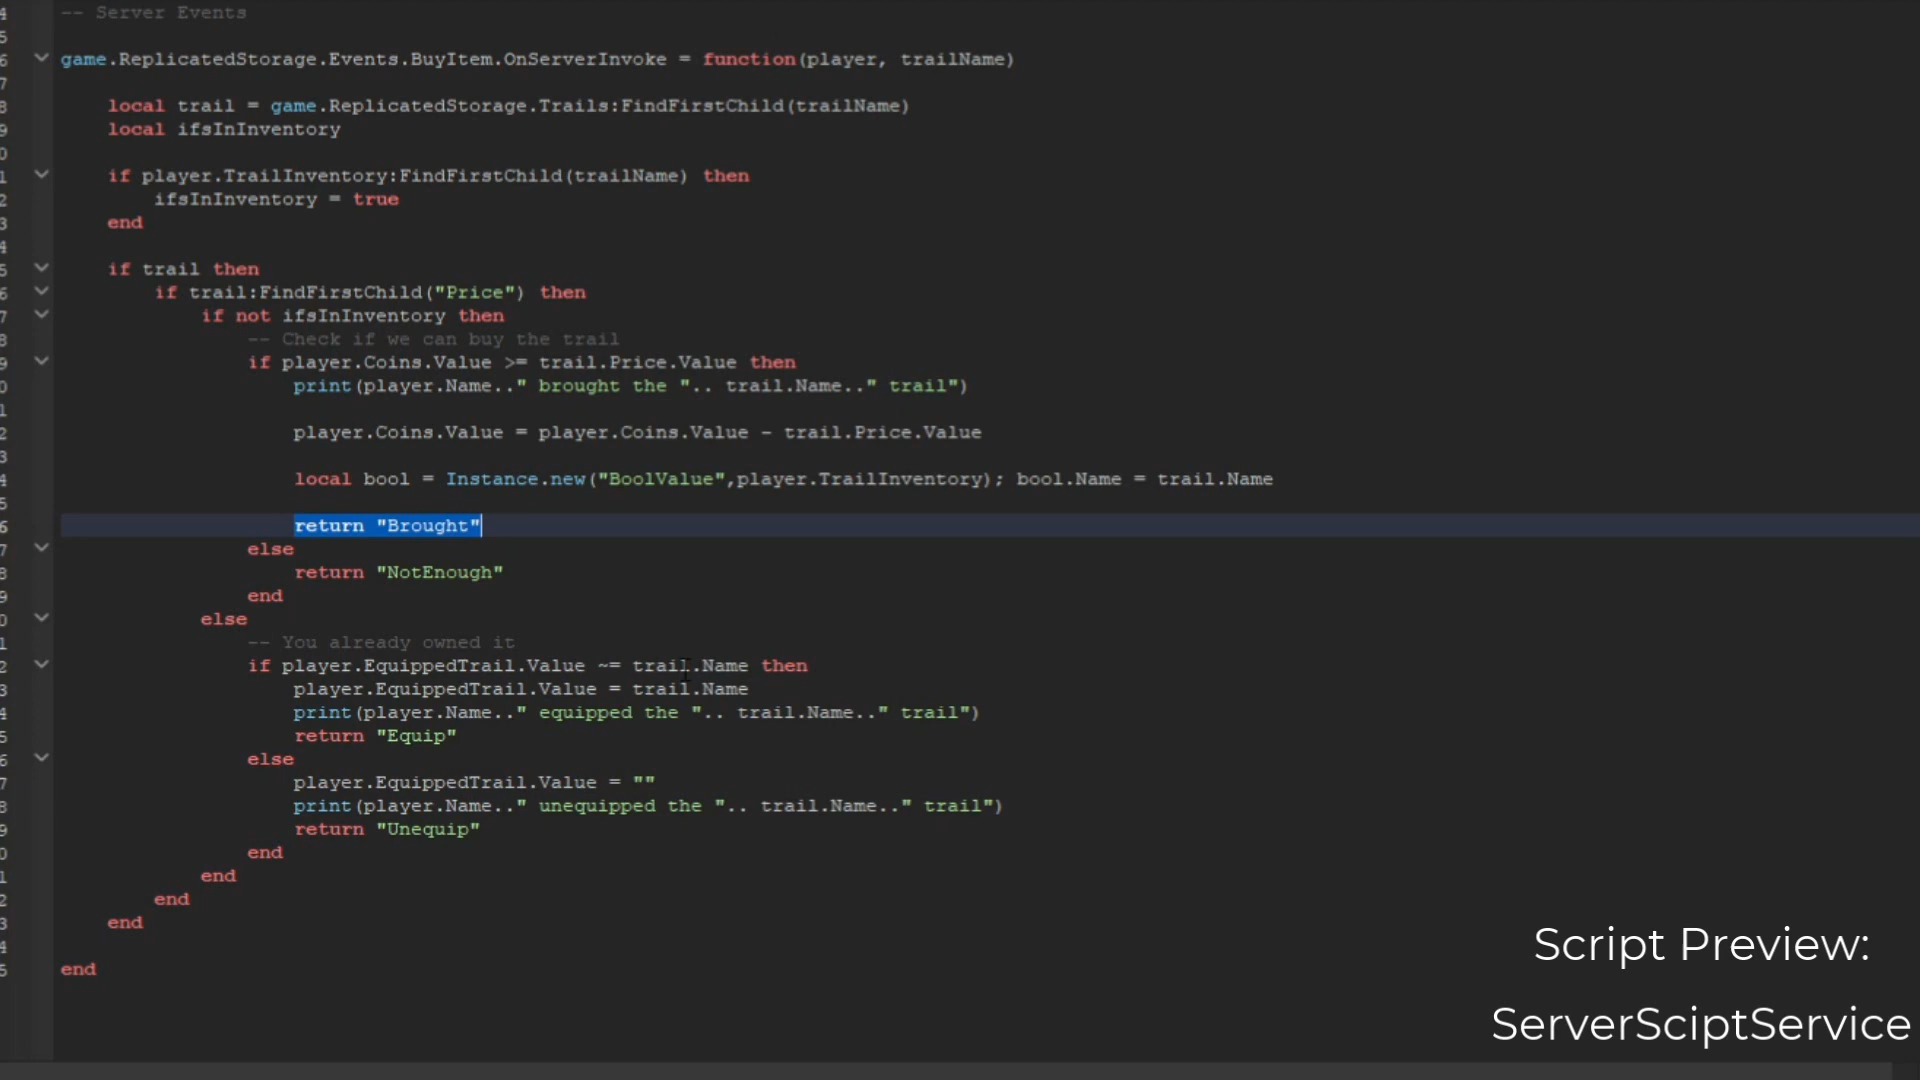 -- Server Events
game.ReplicatedStorage.Events.BuyItem.OnServerInvoke = function(player, trailName)
local trail = game.ReplicatedStorage.Trails:FindFirstChild(trailName)
local ifsInInventory
if player.TrailInventory:FindFirstChild(trailName) then
ifsInInventory = true
end
if trail then
if trail:FindFirstChild("Price") then
if not ifsInInventory then
-- Check if we can buy the trail
if player.Coins.Value >= trail.Price.Value then
print(player.Name.." brought the ".. trail.Name.." trail")
player.Coins.Value = player.Coins.Value - trail.Price.Value
local bool = Instance.new("BoolValue",player.TrailInventory); bool.Name = trail.Name
return "Brought"
else
return "NotEnough"
end
else
-- You already owned it
if player.EquippedTrail.Value ~= trail.Name then
player.EquippedTrail.Value = trail.Name
print(player.Name.." equipped the ".. trail.Name.." trail")
return "Equip"
else
player.EquippedTrail.Value = ""
print(player.Name.." unequipped the ".. trail.Name.." trail")
return "Unequip"
end
end
end
end
end
Script Preview:
ServerSciptService